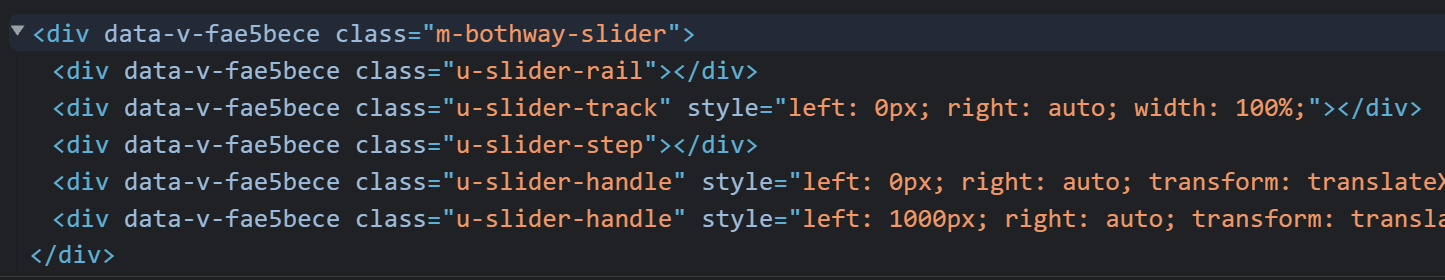 <div data-v-fae5bece class="m-bothway-slider">
<div data-v-fae5bece class="u-slider-rail"></div>
<div data-v-fae5bece class="u-slider-track" style="left: 0px; right: auto; width: 100%;"></div>
<div data-v-fae5bece class="u-slider-step"></div>
<div data-v-fae5bece class="u-slider-handle" style="left: 0px; right: auto; transform: translateX
<div data-v-fae5bece class="u-slider-handle" style="left: 1000px; right: auto; transform: transla
</div>